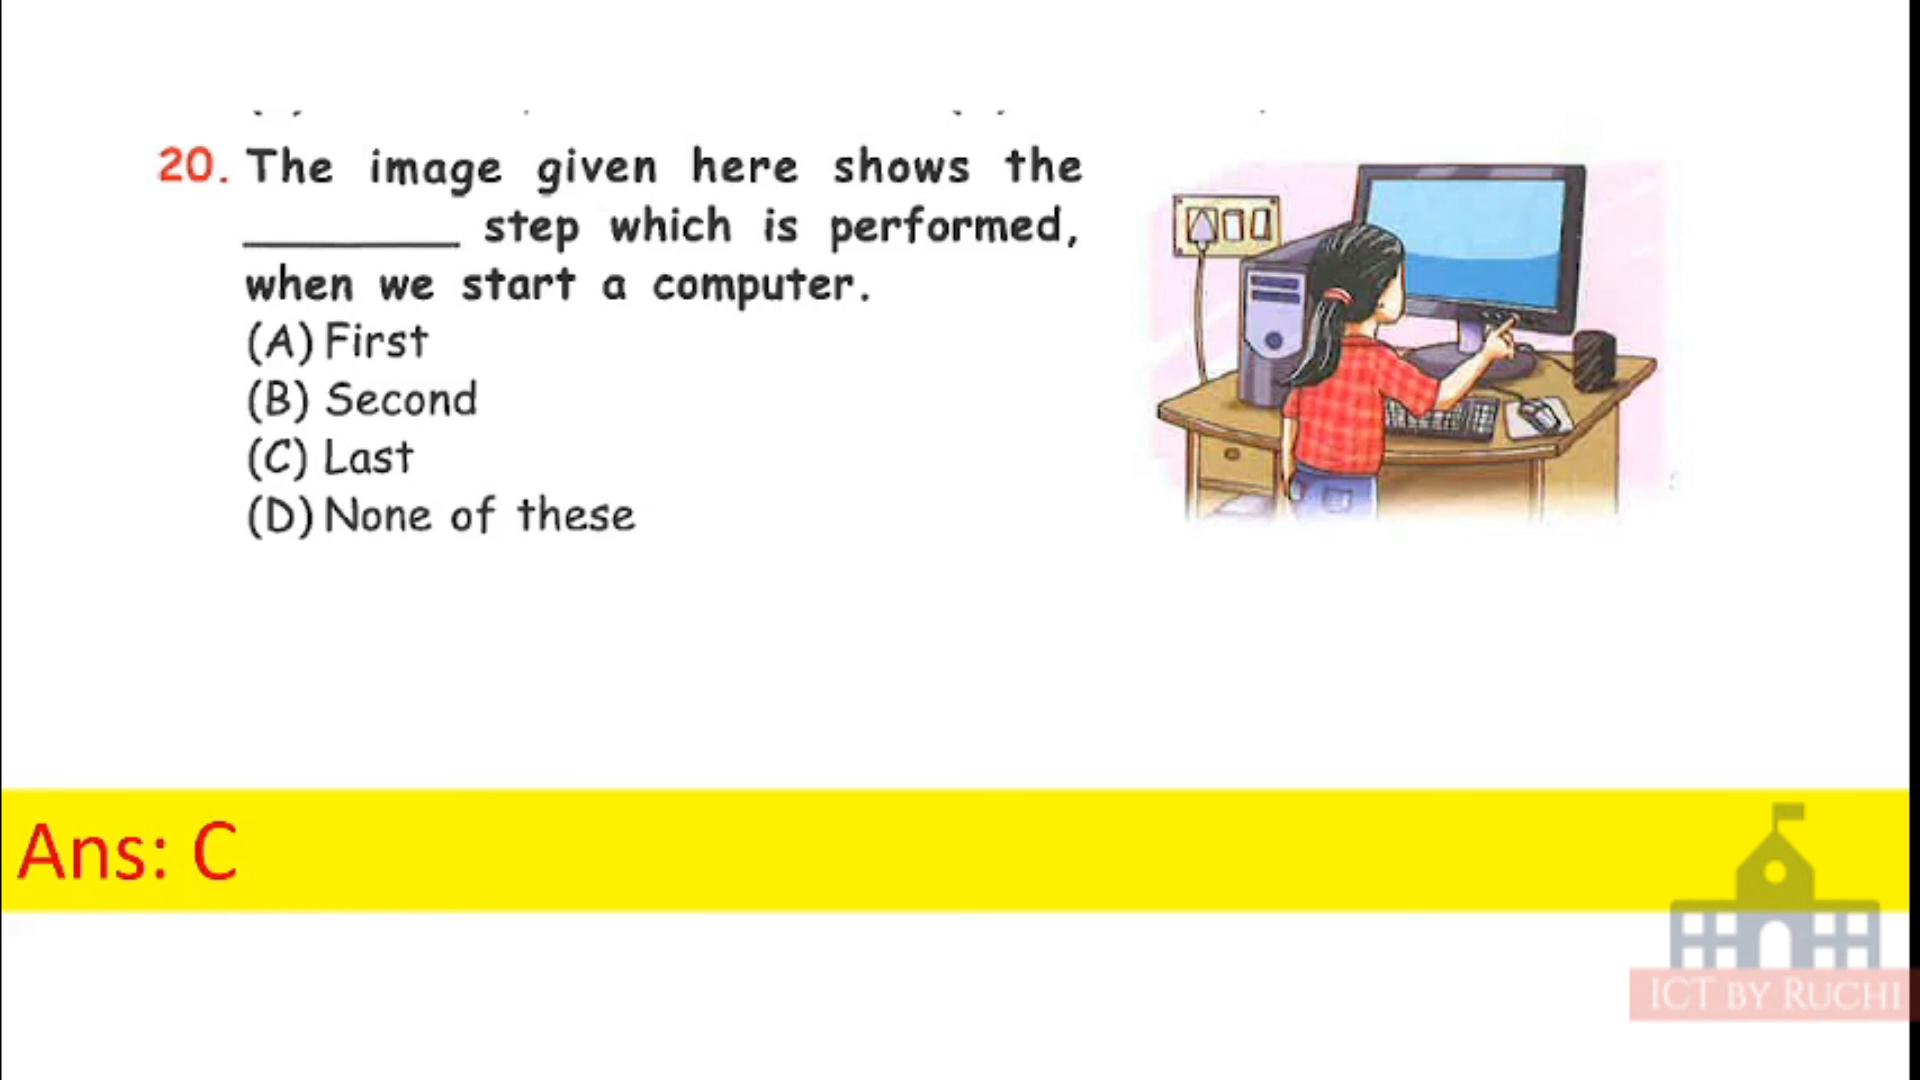 20. The image given here shows the
________ step which is performed,
when we start a computer.
(A) First
(B) Second
(C) Last
(D) None of these
Ans: C
ICT BY RUCHI